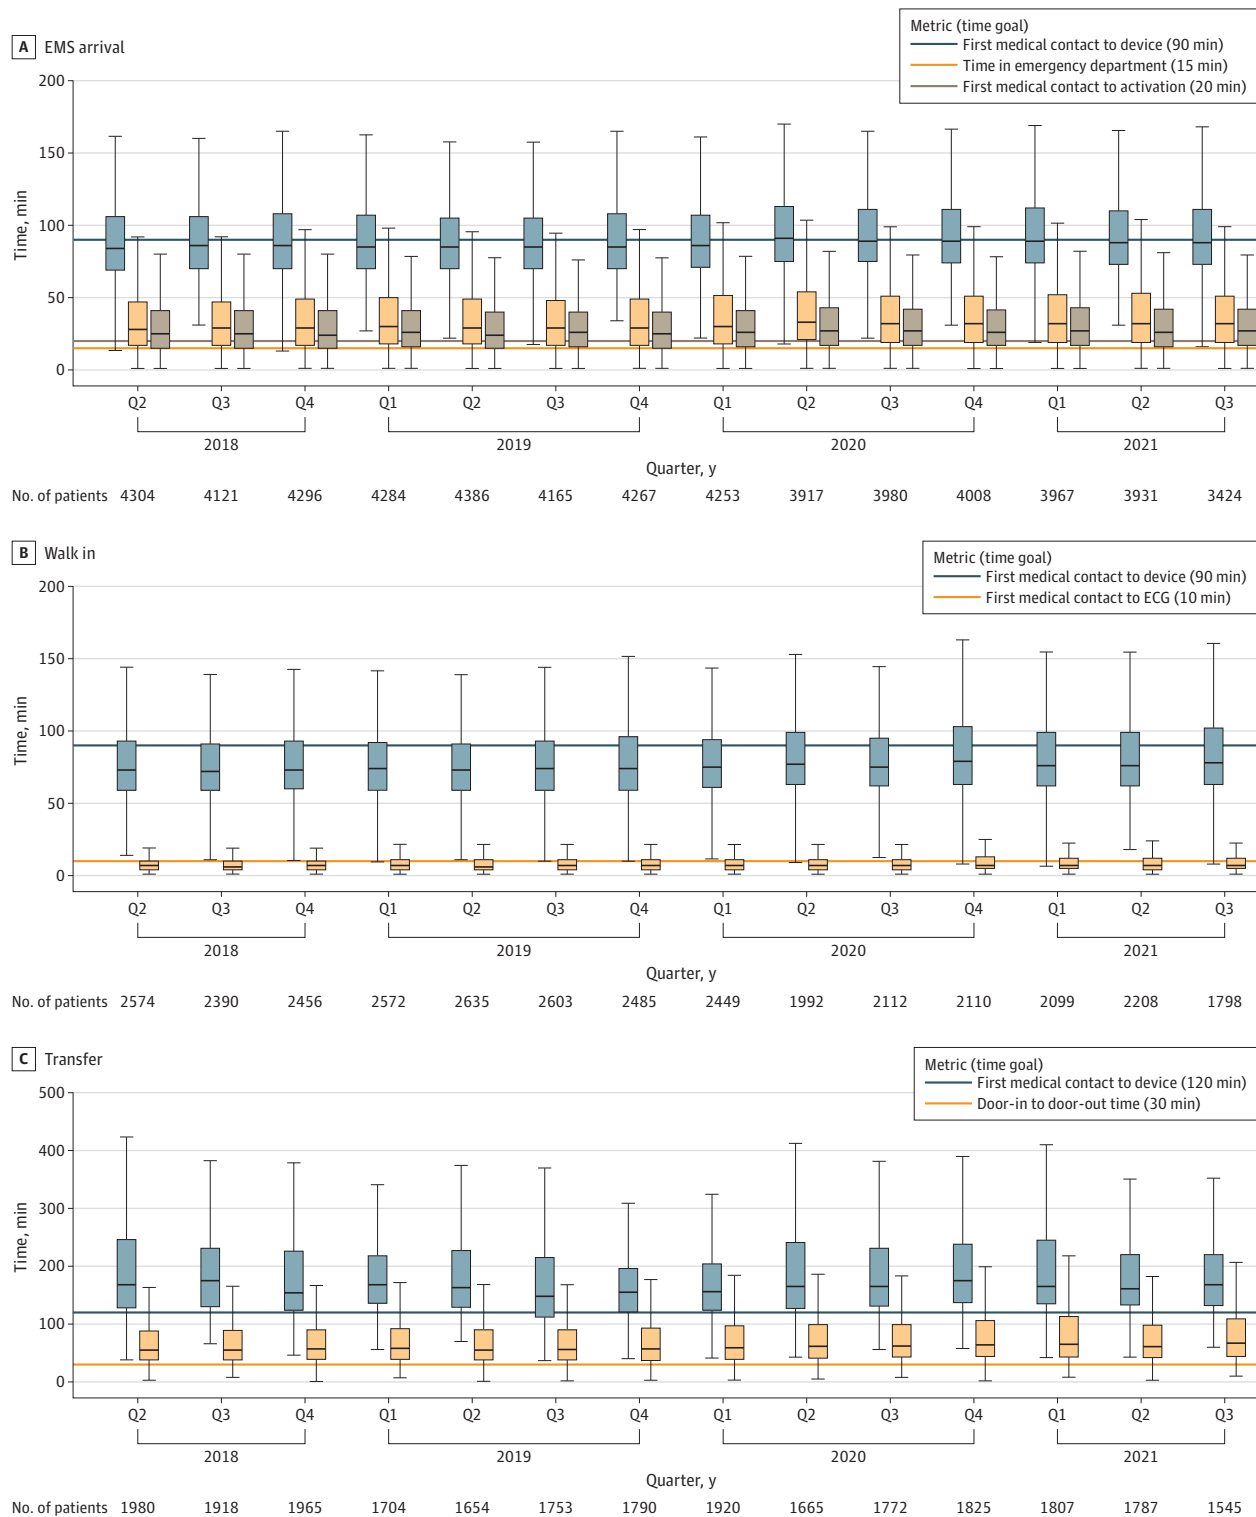 A EMS arrival
Metric (time goal)
First medical contact to device (90 min)
Time in emergency department (15 min)
First medical contact to activation (20 min)
200
150
100
50
0
Time, min
Q2 Q3 Q4 Q1 Q2 Q3 Q4 Q1 Q2 Q3 Q4 Q1 Q2 Q3
2018 2019 2020 2021
Quarter, y
No. of patients 4304 4121 4296 4284 4386 4165 4267 4253 3917 3980 4008 3967 3931 3424
B Walk in
Metric (time goal)
First medical contact to device (90 min)
First medical contact to ECG (10 min)
200
150
100
50
0
Time, min
Q2 Q3 Q4 Q1 Q2 Q3 Q4 Q1 Q2 Q3 Q4 Q1 Q2 Q3
2018 2019 2020 2021
Quarter, y
No. of patients 2574 2390 2456 2572 2635 2603 2485 2449 1992 2112 2110 2099 2208 1798
C Transfer
Metric (time goal)
First medical contact to device (120 min)
Door-in to door-out time (30 min)
500
400
300
200
100
0
Time, min
Q2 Q3 Q4 Q1 Q2 Q3 Q4 Q1 Q2 Q3 Q4 Q1 Q2 Q3
2018 2019 2020 2021
Quarter, y
No. of patients 1980 1918 1965 1704 1654 1753 1790 1920 1665 1772 1825 1807 1787 1545